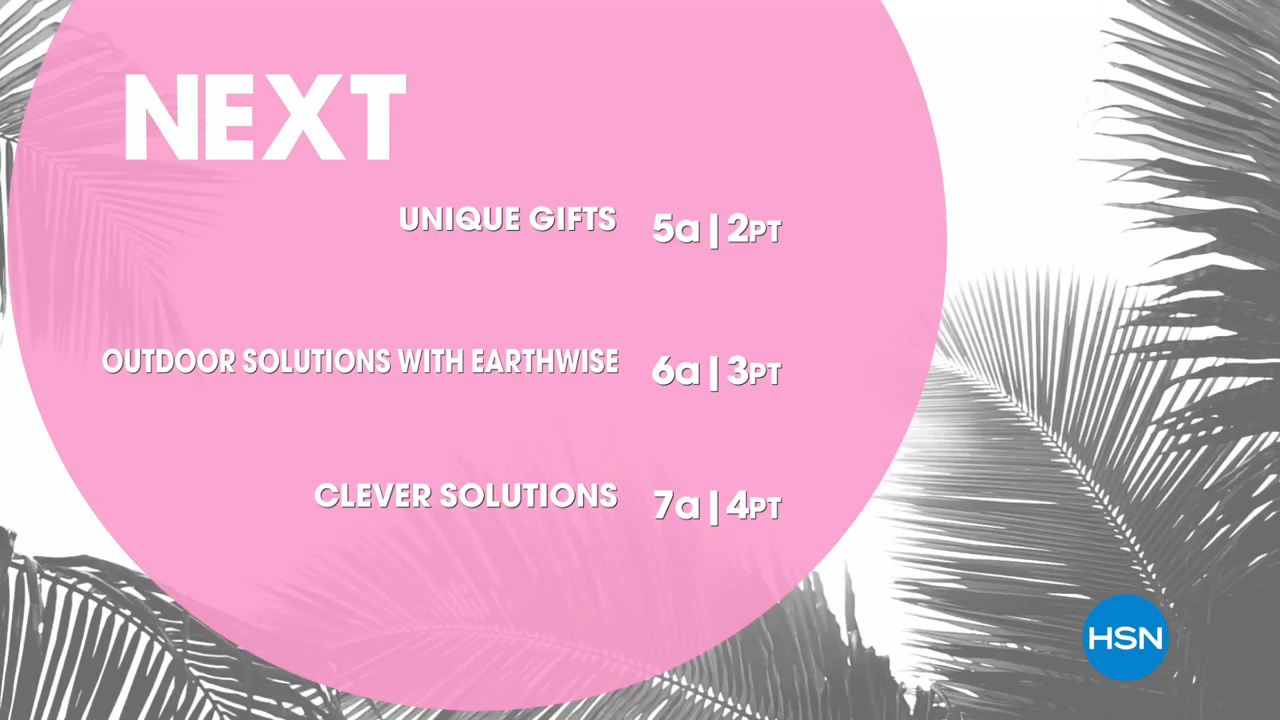 NEXT
UNIQUE GIFTS 5a | 2PT
OUTDOOR SOLUTIONS WITH EARTHWISE 6a | 3PT
CLEVER SOLUTIONS 7a | 4PT
HSN